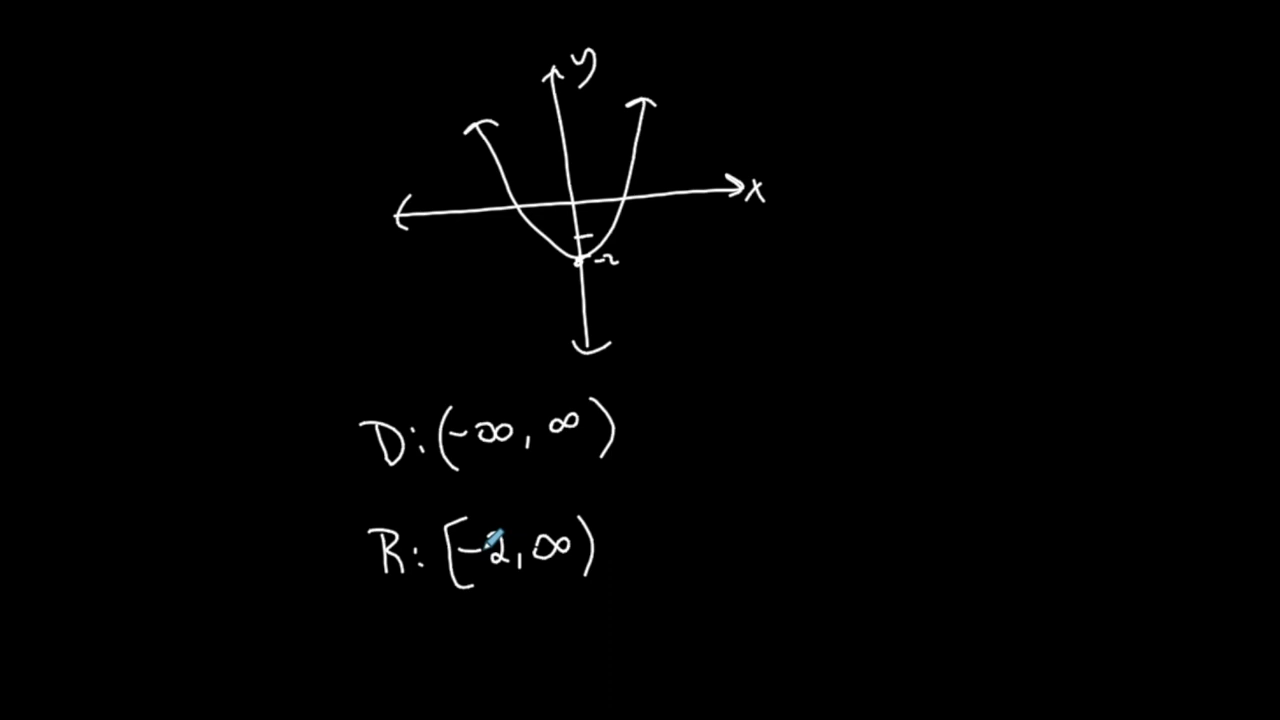 y
x
-2
D: (-∞, ∞)
R: [-2, ∞)